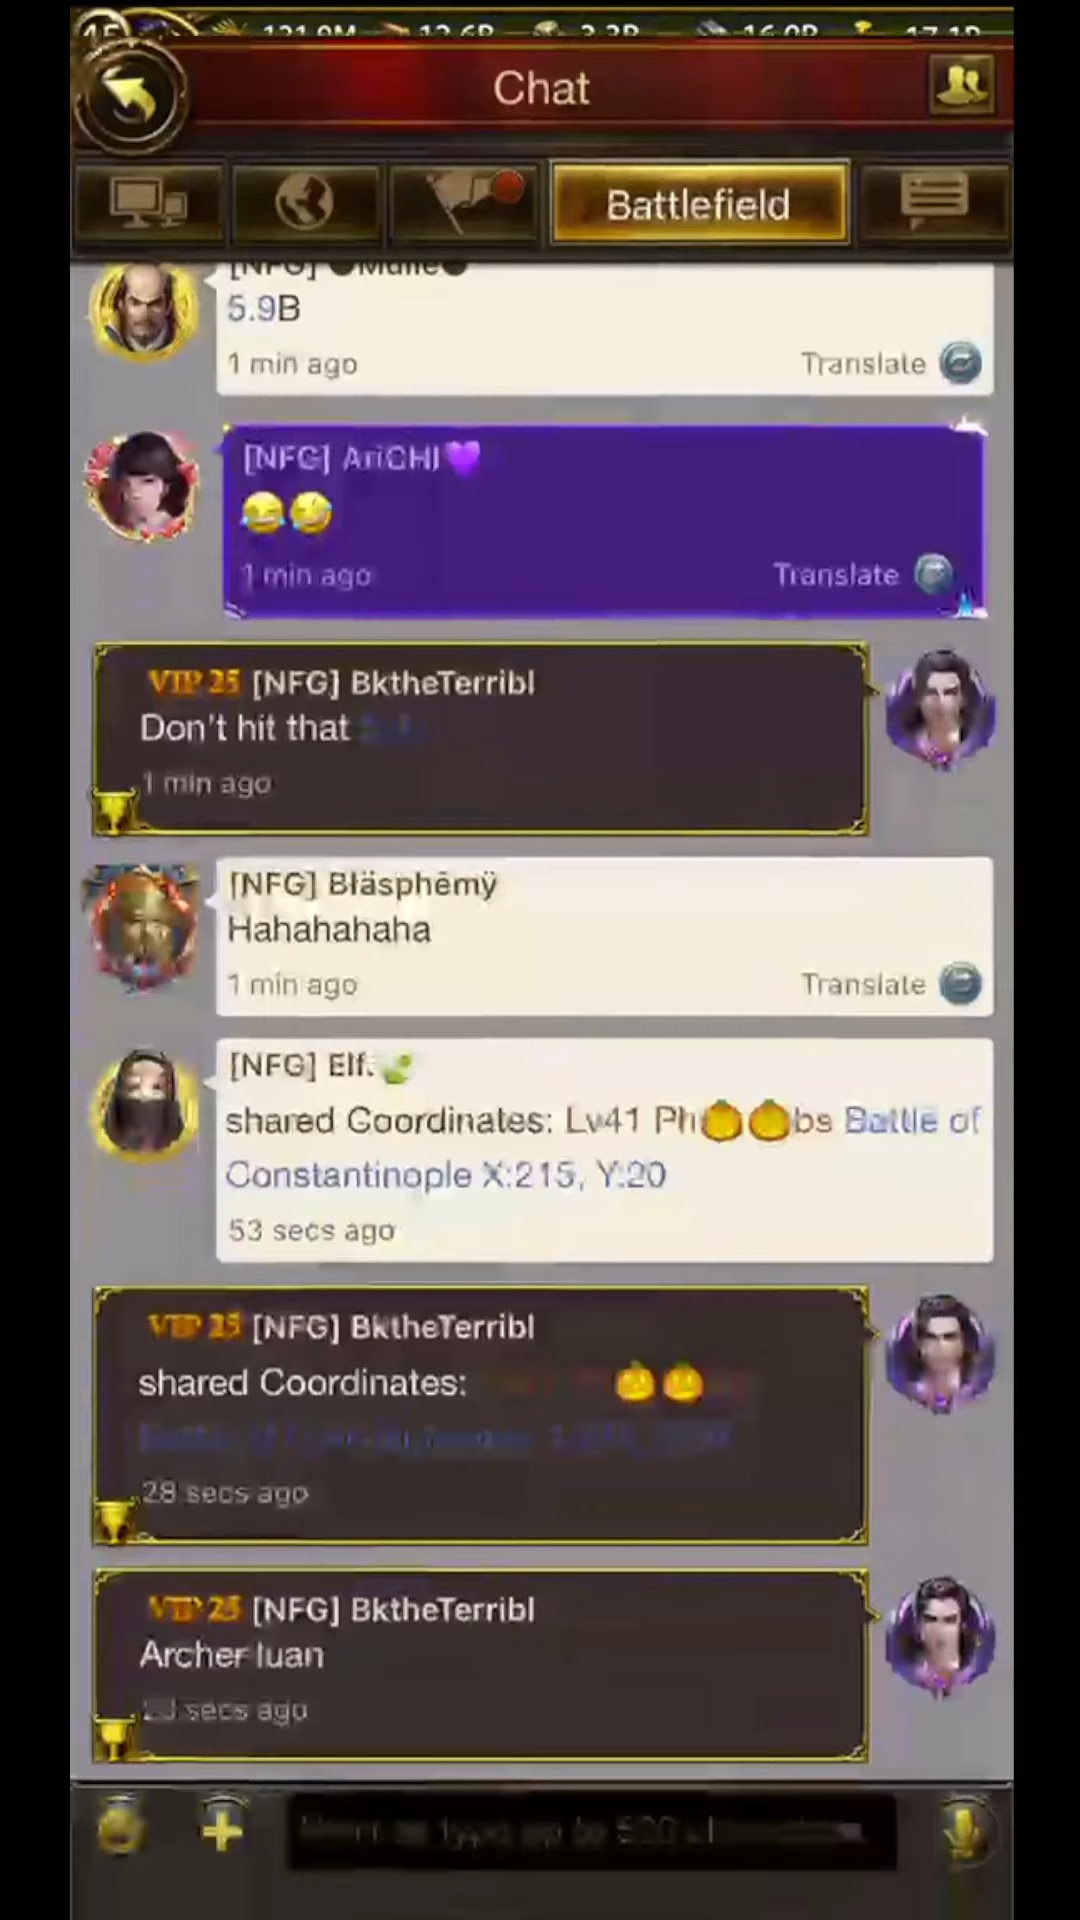 Chat
Battlefield
5.9B
1 min ago Translate
[NFG] AriCHI💜
😂🤣
1 min ago Translate
VIP 25 [NFG] BktheTerribl
Don't hit that
1 min ago
[NFG] Bläsphēmÿ
Hahahahaha
1 min ago Translate
[NFG] Elf.
shared Coordinates: Lv41 Ph🎃🎃bs Battle of
Constantinople X:215, Y:20
53 secs ago
VIP 25 [NFG] BktheTerribl
shared Coordinates: 🎃🎃
28 secs ago
VIP 25 [NFG] BktheTerribl
Archer luan
secs ago